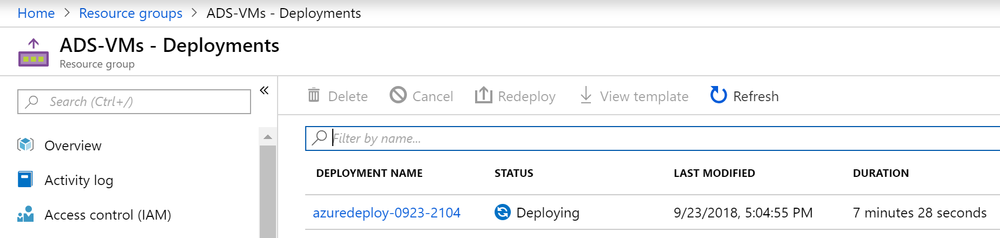 Home > Resource groups > ADS-VMs - Deployments
ADS-VMs - Deployments
Resource group
Search (Ctrl+/)
«
Overview
Activity log
Access control (IAM)
Delete Cancel Redeploy View template Refresh
Filter by name...
DEPLOYMENT NAME STATUS LAST MODIFIED DURATION
azuredeploy-0923-2104 Deploying 9/23/2018, 5:04:55 PM 7 minutes 28 seconds